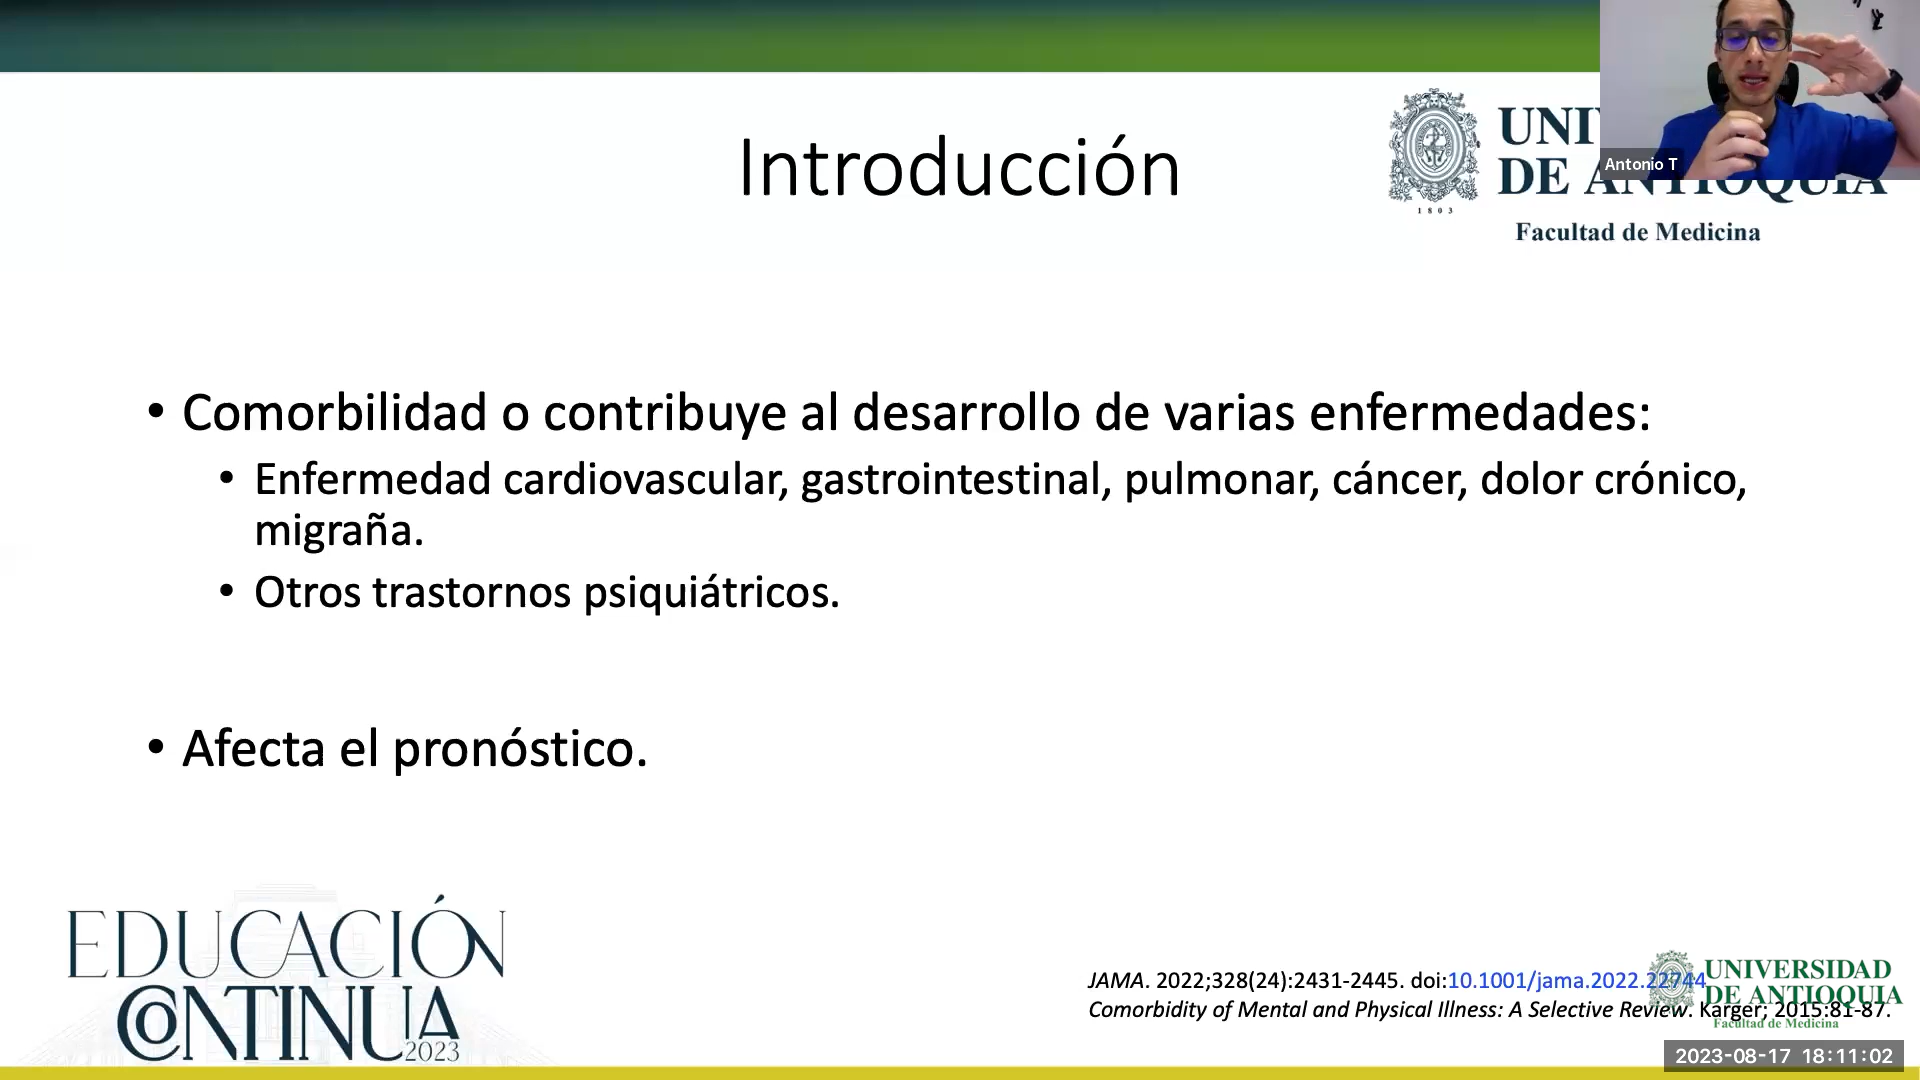 Introducción
UNI
DE ANTIOQUIA
1803
Facultad de Medicina
Antonio T
• Comorbilidad o contribuye al desarrollo de varias enfermedades:
• Enfermedad cardiovascular, gastrointestinal, pulmonar, cáncer, dolor crónico,
migraña.
• Otros trastornos psiquiátricos.
• Afecta el pronóstico.
EDUCACIÓN
CONTINUA
2023
JAMA. 2022;328(24):2431-2445. doi:10.1001/jama.2022.22744
Comorbidity of Mental and Physical Illness: A Selective Review. Karger; 2015:81-87.
UNIVERSIDAD
DE ANTIOQUIA
Facultad de Medicina
2023-08-17 18:11:02